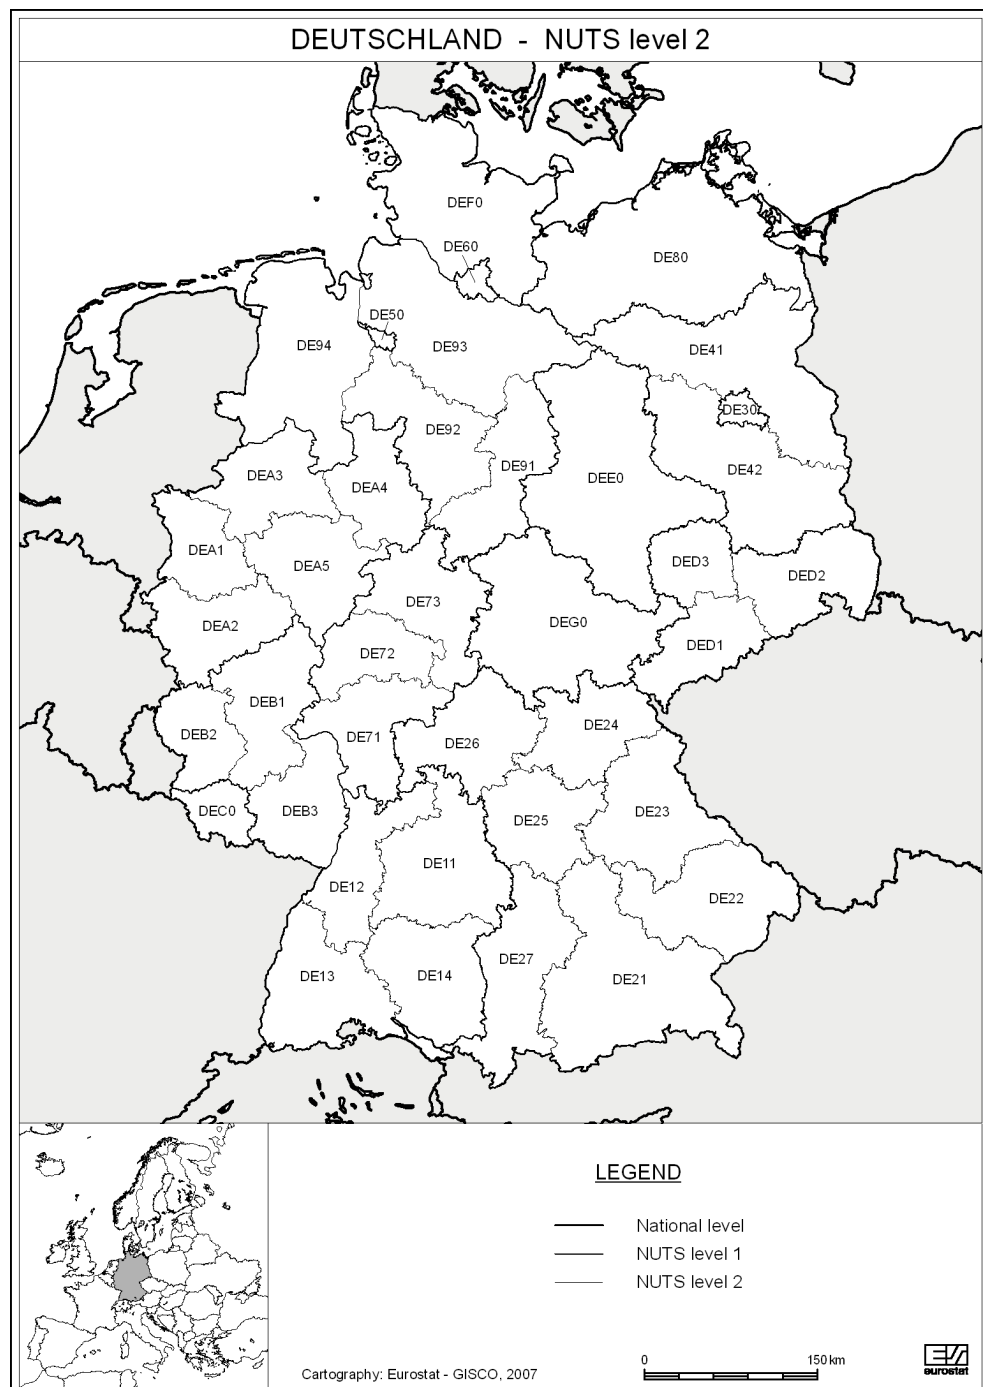 DEUTSCHLAND - NUTS level 2
DEF0
DE60
DE80
DE50
DE94
DE93
DE41
DE30
DE92
DE91
DE42
DEA3
DEA4
DEE0
DEA1
DEA5
DED3
DED2
DE73
DEA2
DEG0
DED1
DE72
DEB1
DEB2
DE71
DE26
DE24
DEC0
DEB3
DE25
DE23
DE11
DE12
DE22
DE27
DE13
DE14
DE21
LEGEND
National level
NUTS level 1
NUTS level 2
Cartography: Eurostat - GISCO, 2007
0 150 km
eurostat